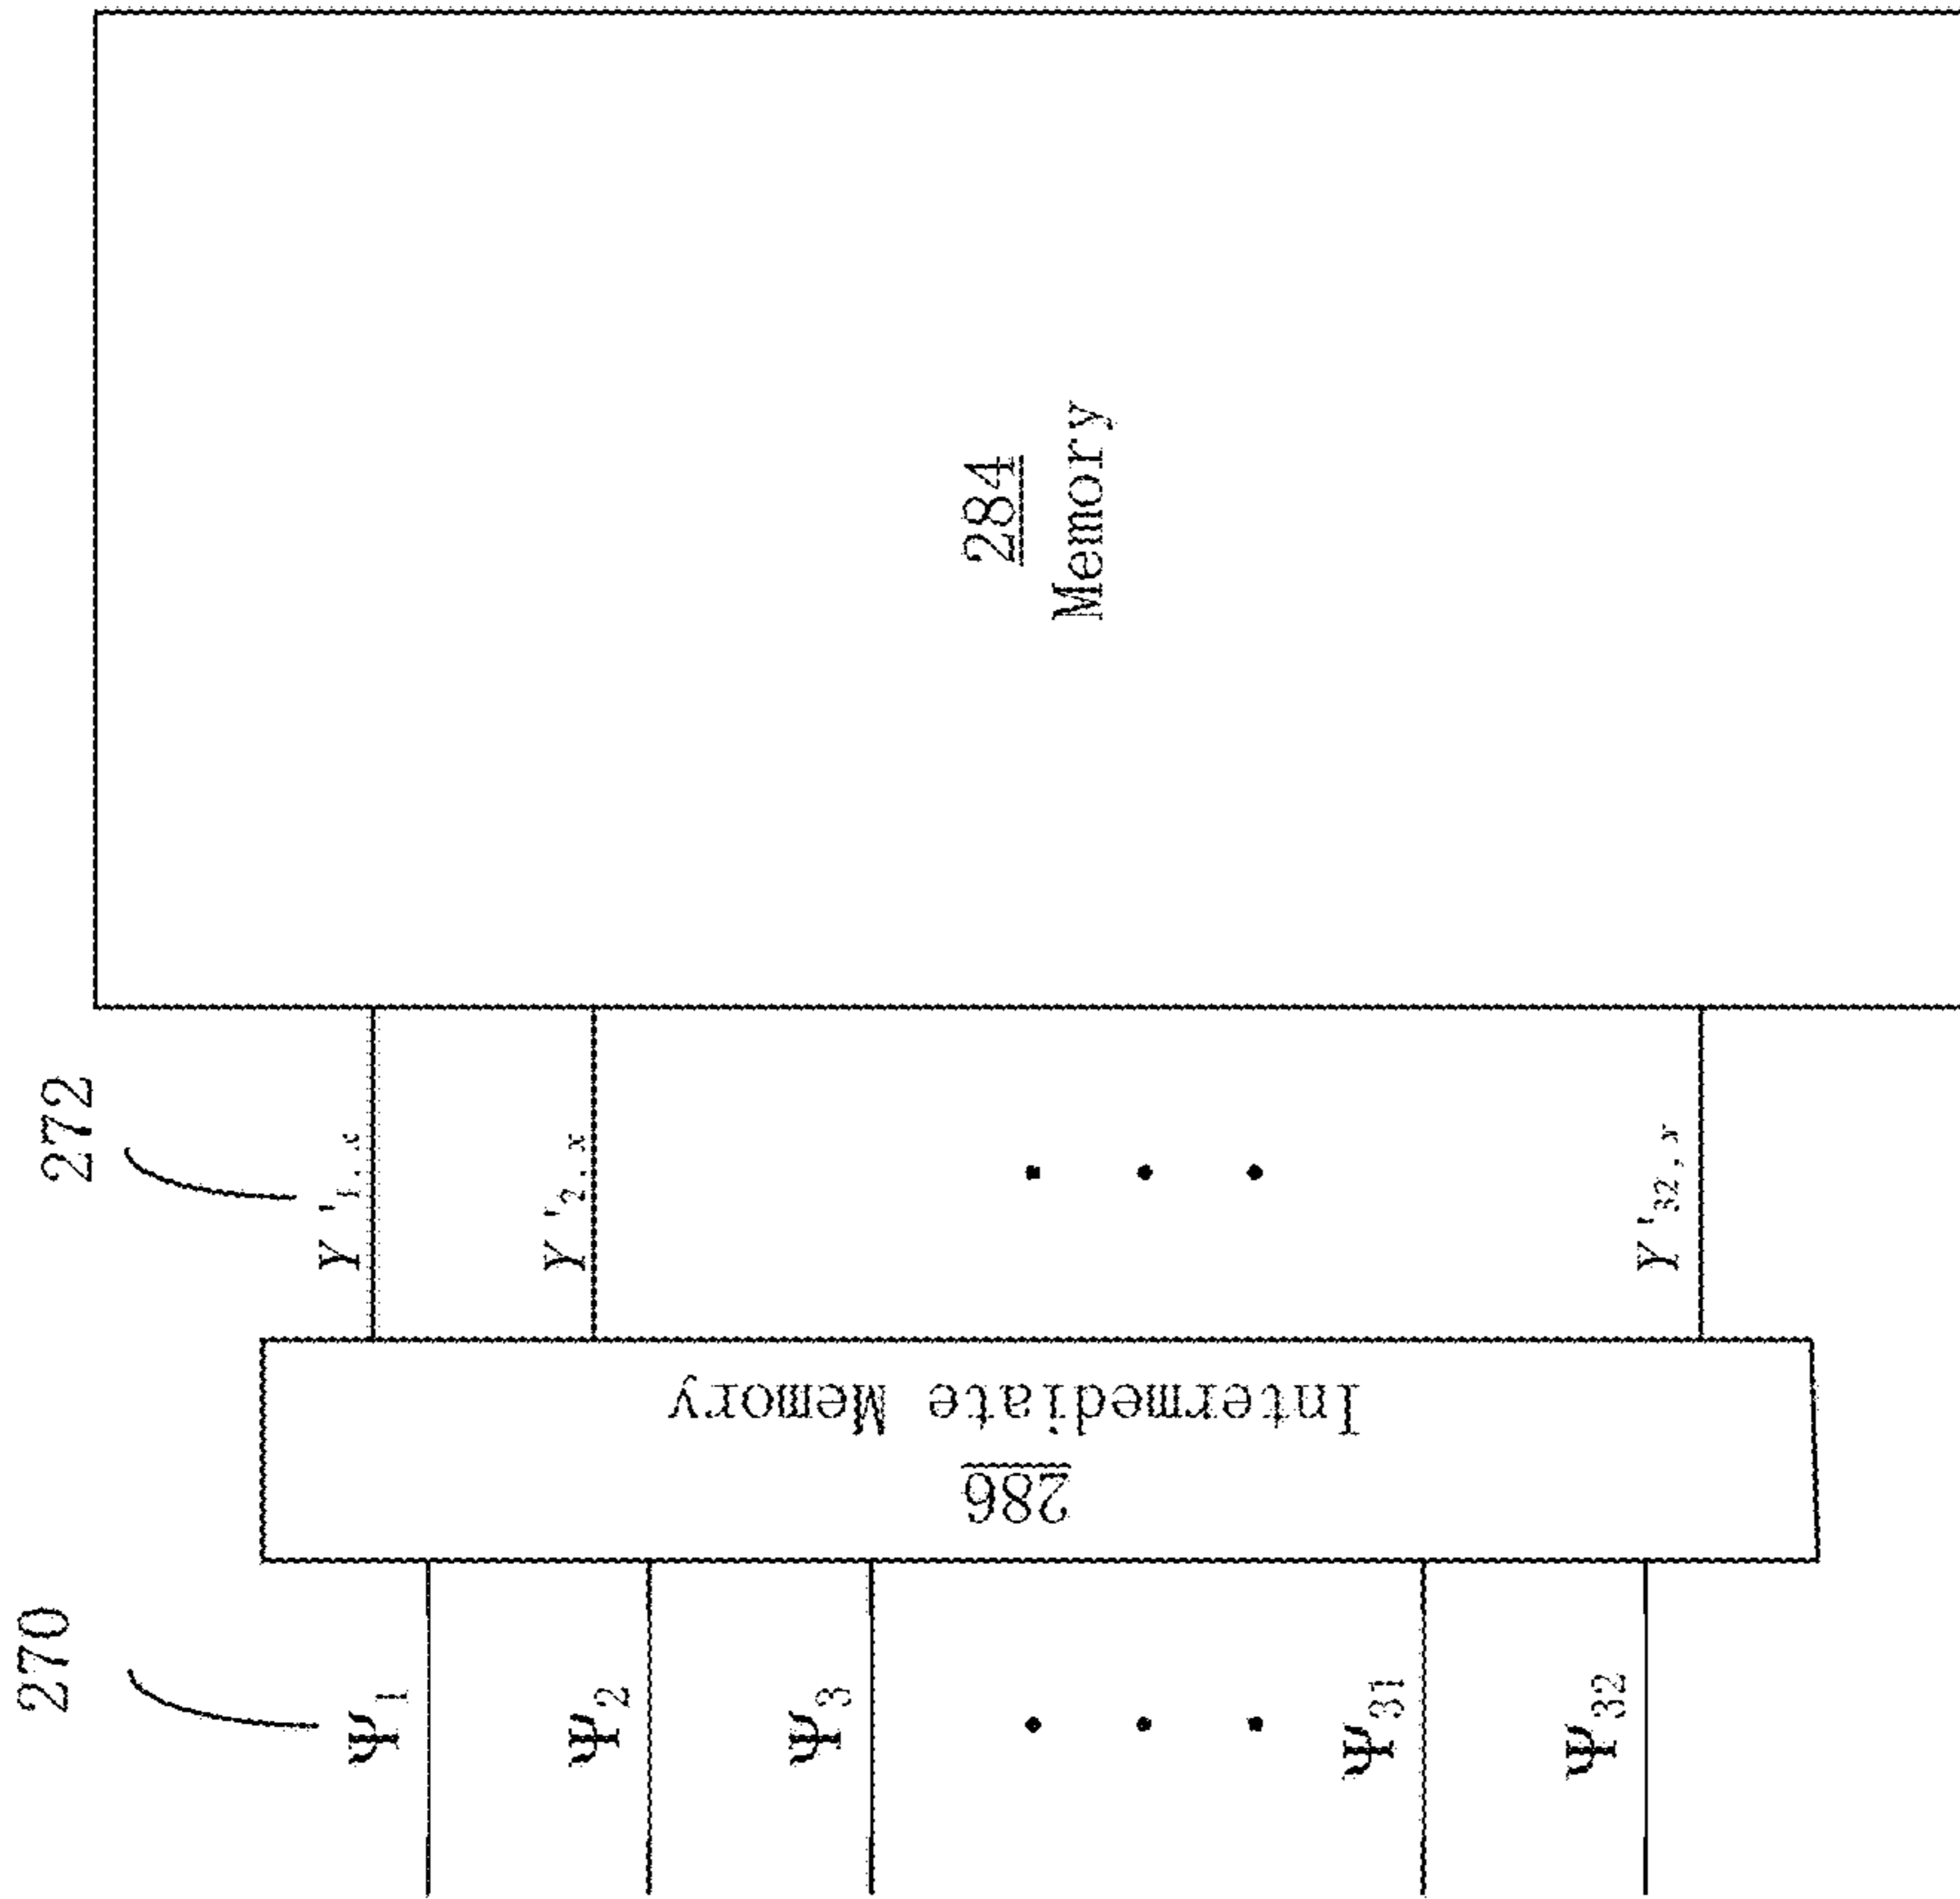 284
Memory
272
Y'1,x
Y'2,x
Y'32,x
286
Intermediate Memory
270
Ψ1
Ψ2
Ψ3
Ψ31
Ψ32